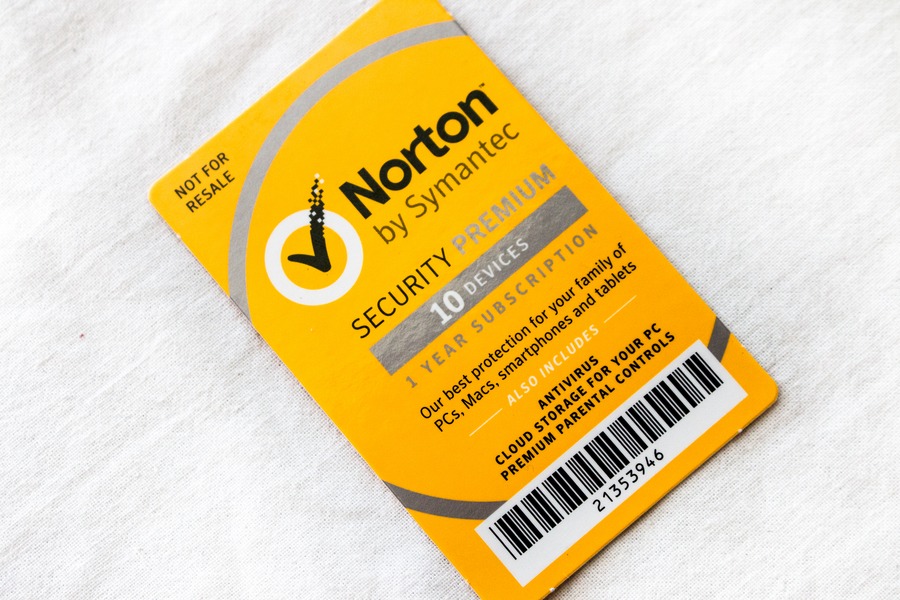 NOT FOR
RESALE
Norton™
by Symantec
SECURITY PREMIUM
10 DEVICES
1 YEAR SUBSCRIPTION
Our best protection for your family of
PCs, Macs, smartphones and tablets
ALSO INCLUDES
ANTIVIRUS
CLOUD STORAGE FOR YOUR PC
PREMIUM PARENTAL CONTROLS
21353946